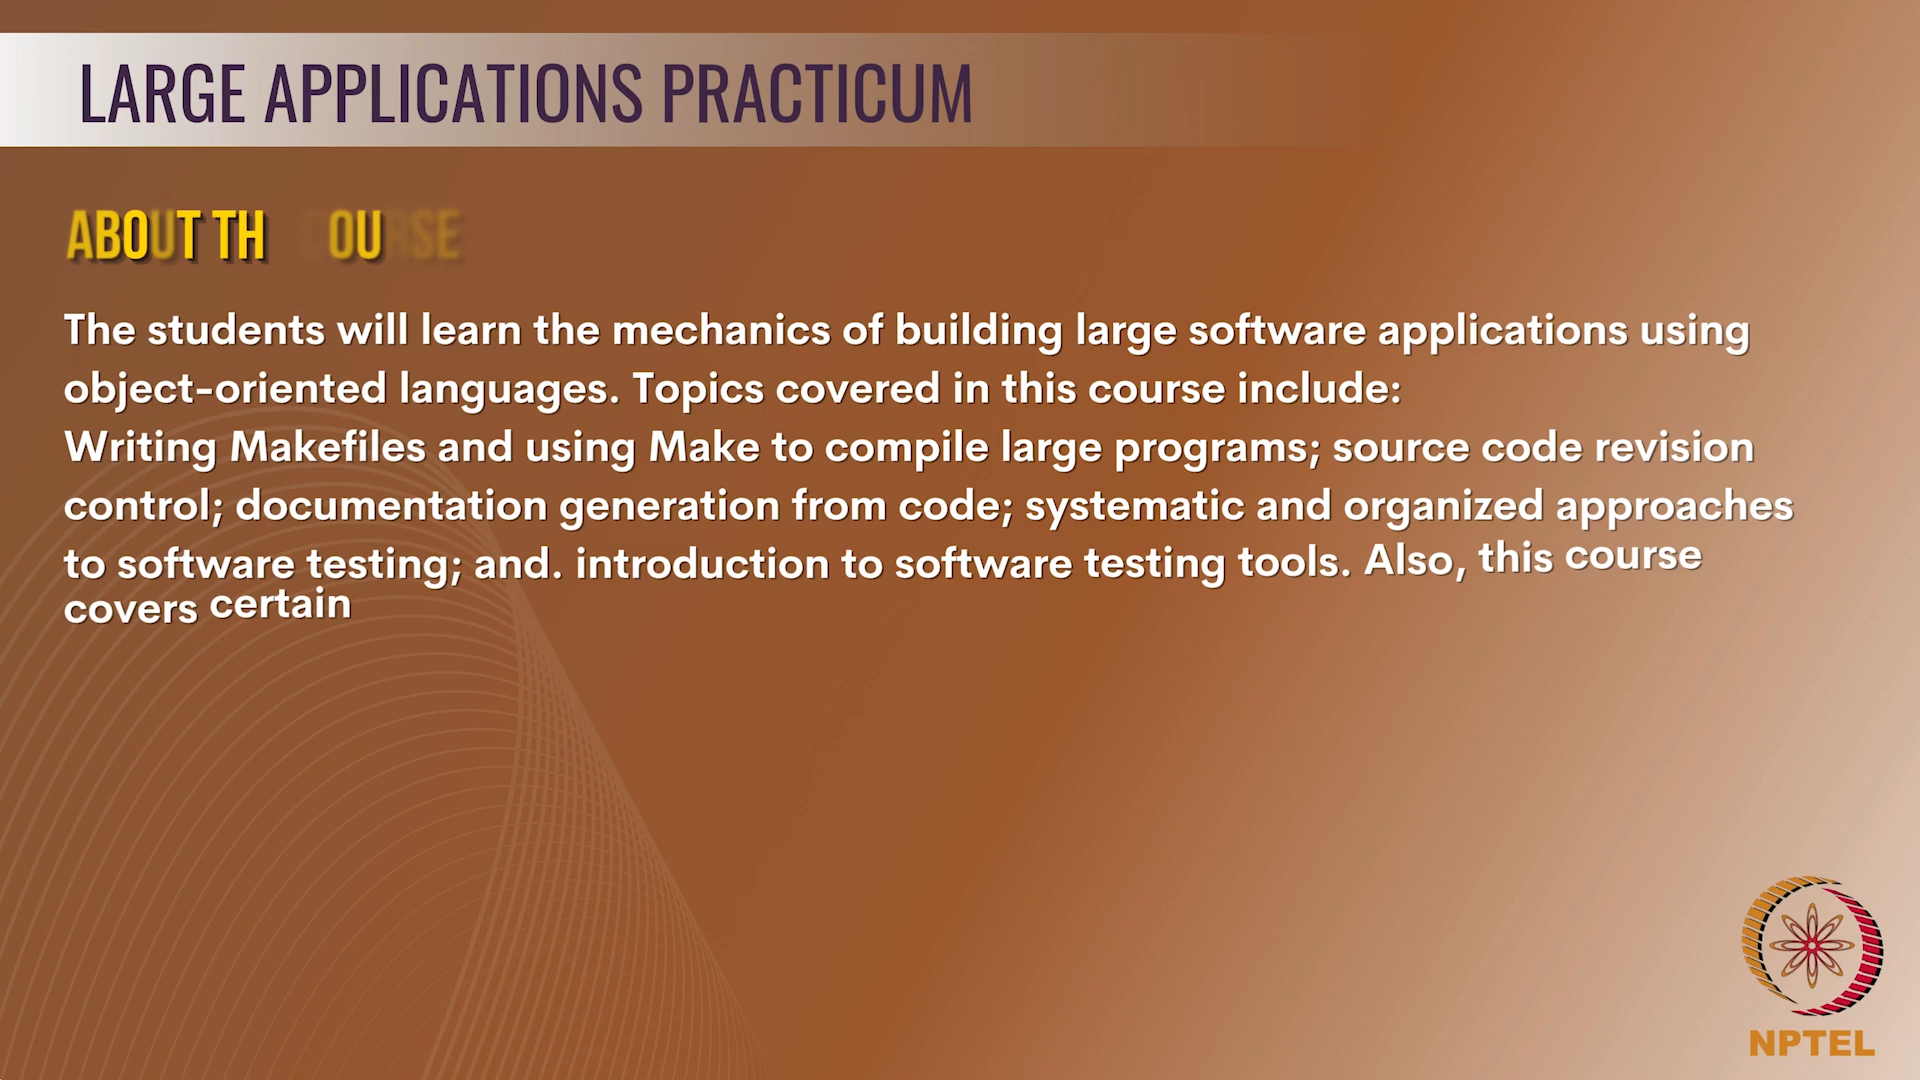 LARGE APPLICATIONS PRACTICUM
ABOUT TH COURSE
The students will learn the mechanics of building large software applications using
object-oriented languages. Topics covered in this course include:
Writing Makefiles and using Make to compile large programs; source code revision
control; documentation generation from code; systematic and organized approaches
to software testing; and. introduction to software testing tools. Also, this course
covers certain
NPTEL